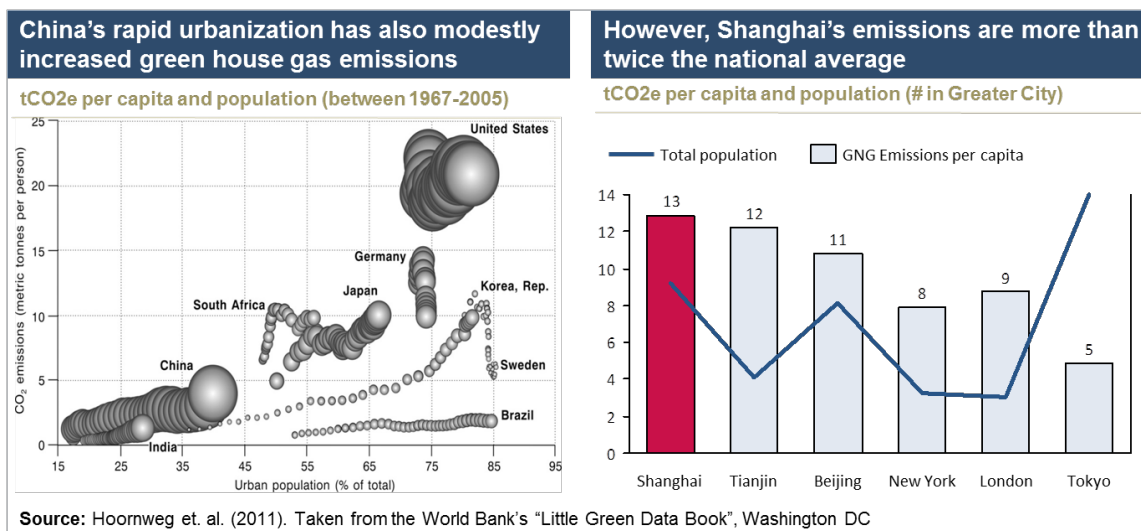 China's rapid urbanization has also modestly
increased green house gas emissions
tCO2e per capita and population (between 1967-2005)
CO2 emissions (metric tonnes per person)
25
20
15
10
5
0
United States
Germany
Japan
Korea, Rep.
South Africa
China
Sweden
Brazil
India
15 25 35 45 55 65 75 85 95
Urban population (% of total)
However, Shanghai's emissions are more than
twice the national average
tCO2e per capita and population (# in Greater City)
Total population GNG Emissions per capita
14
12
10
8
6
4
2
0
13 12 11 8 9 5
Shanghai Tianjin Beijing New York London Tokyo
Source: Hoornweg et. al. (2011). Taken from the World Bank's "Little Green Data Book", Washington DC